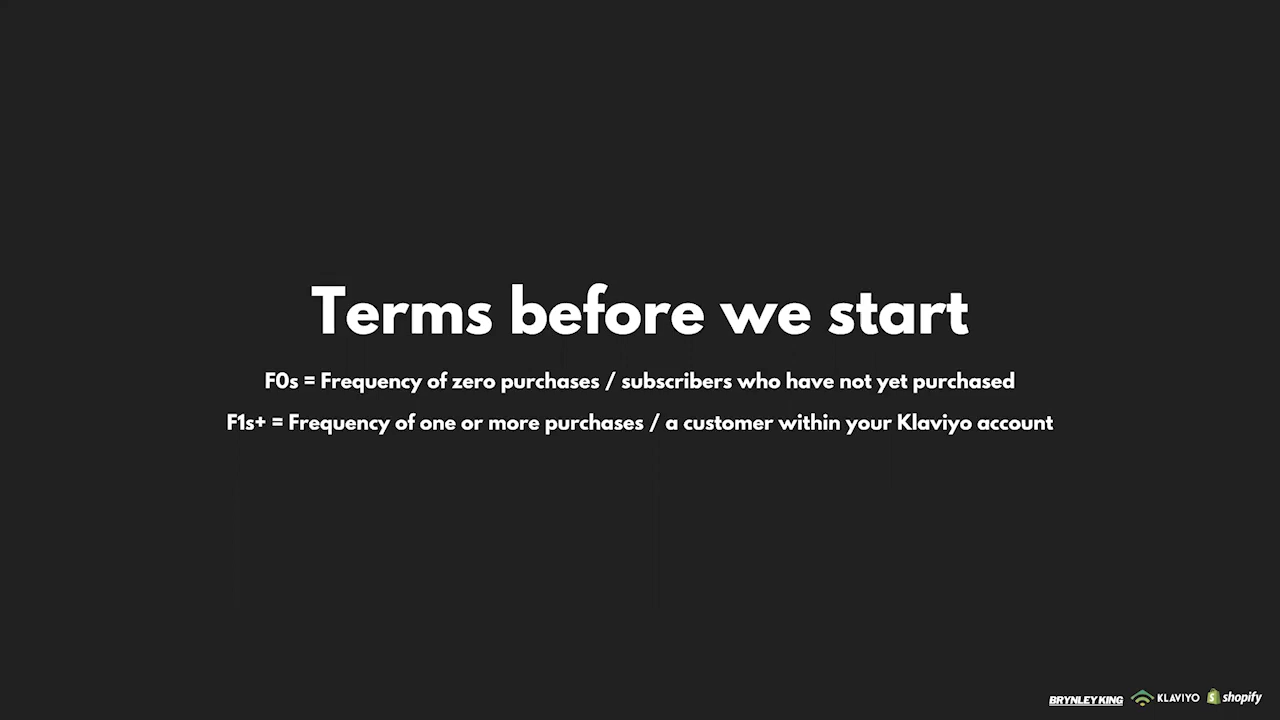 Terms before we start
F0s = Frequency of zero purchases / subscribers who have not yet purchased
F1s+ = Frequency of one or more purchases / a customer within your Klaviyo account
BRYNLEY KING KLAVIYO shopify